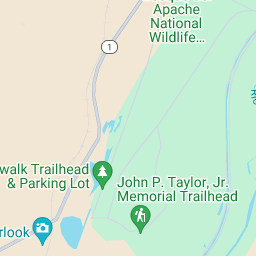 Apache
National
Wildlife...
1
walk Trailhead
& Parking Lot
John P. Taylor, Jr.
Memorial Trailhead
rlook